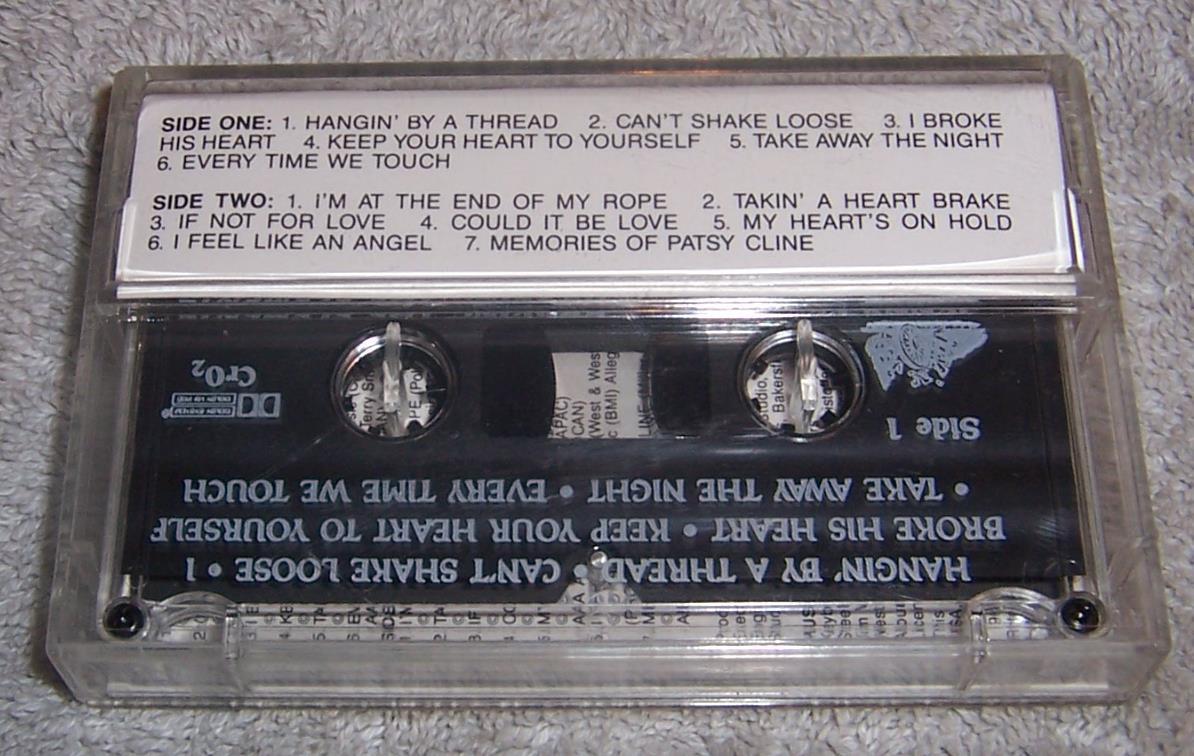 SIDE ONE: 1. HANGIN' BY A THREAD 2. CAN'T SHAKE LOOSE 3. I BROKE
HIS HEART 4. KEEP YOUR HEART TO YOURSELF 5. TAKE AWAY THE NIGHT
6. EVERY TIME WE TOUCH
SIDE TWO: 1. I'M AT THE END OF MY ROPE 2. TAKIN' A HEART BRAKE
3. IF NOT FOR LOVE 4. COULD IT BE LOVE 5. MY HEART'S ON HOLD
6. I FEEL LIKE AN ANGEL 7. MEMORIES OF PATSY CLINE
HANGIN' BY A THREAD • CAN'T SHAKE LOOSE • I
BROKE HIS HEART • KEEP YOUR HEART TO YOURSELF
• TAKE AWAY THE NIGHT • EVERY TIME WE TOUCH
Side 1
CrO2
(West & Wes
(BMI) Alleg